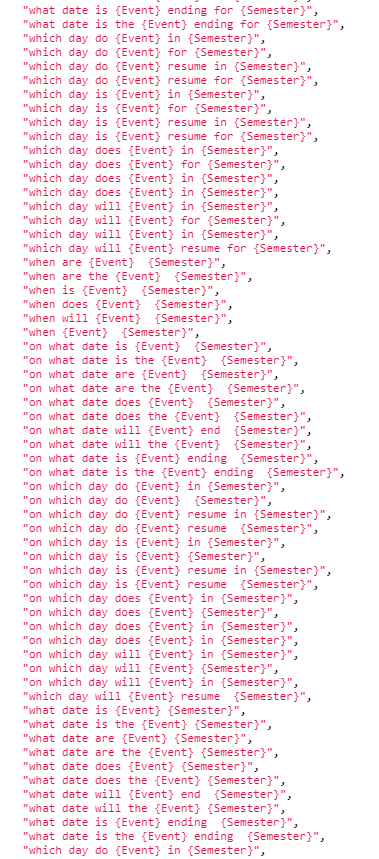 "what date is {Event} ending for {Semester}",
"what date is the {Event} ending for {Semester}",
"which day do {Event} in {Semester}",
"which day do {Event} for {Semester}",
"which day do {Event} resume in {Semester}",
"which day do {Event} resume for {Semester}",
"which day is {Event} in {Semester}",
"which day is {Event} for {Semester}",
"which day is {Event} resume in {Semester}",
"which day is {Event} resume for {Semester}",
"which day does {Event} in {Semester}",
"which day does {Event} for {Semester}",
"which day does {Event} in {Semester}",
"which day does {Event} in {Semester}",
"which day will {Event} in {Semester}",
"which day will {Event} for {Semester}",
"which day will {Event} in {Semester}",
"which day will {Event} resume for {Semester}",
"when are {Event}  {Semester}",
"when are the {Event}  {Semester}",
"when is {Event}  {Semester}",
"when does {Event}  {Semester}",
"when will {Event}  {Semester}",
"when {Event}  {Semester}",
"on what date is {Event}  {Semester}",
"on what date is the {Event}  {Semester}",
"on what date are {Event}  {Semester}",
"on what date are the {Event}  {Semester}",
"on what date does {Event}  {Semester}",
"on what date does the {Event}  {Semester}",
"on what date will {Event} end  {Semester}",
"on what date will the {Event}  {Semester}",
"on what date is {Event} ending  {Semester}",
"on what date is the {Event} ending  {Semester}",
"on which day do {Event} in {Semester}",
"on which day do {Event}  {Semester}",
"on which day do {Event} resume in {Semester}",
"on which day do {Event} resume  {Semester}",
"on which day is {Event} in {Semester}",
"on which day is {Event} {Semester}",
"on which day is {Event} resume in {Semester}",
"on which day is {Event} resume  {Semester}",
"on which day does {Event} in {Semester}",
"on which day does {Event} {Semester}",
"on which day does {Event} in {Semester}",
"on which day does {Event} in {Semester}",
"on which day will {Event} in {Semester}",
"on which day will {Event} {Semester}",
"on which day will {Event} in {Semester}",
"which day will {Event} resume  {Semester}",
"what date is {Event} {Semester}",
"what date is the {Event} {Semester}",
"what date are {Event} {Semester}",
"what date are the {Event} {Semester}",
"what date does {Event} {Semester}",
"what date does the {Event} {Semester}",
"what date will {Event} end  {Semester}",
"what date will the {Event} {Semester}",
"what date is {Event} ending  {Semester}",
"what date is the {Event} ending  {Semester}",
"which day do {Event} in {Semester}",